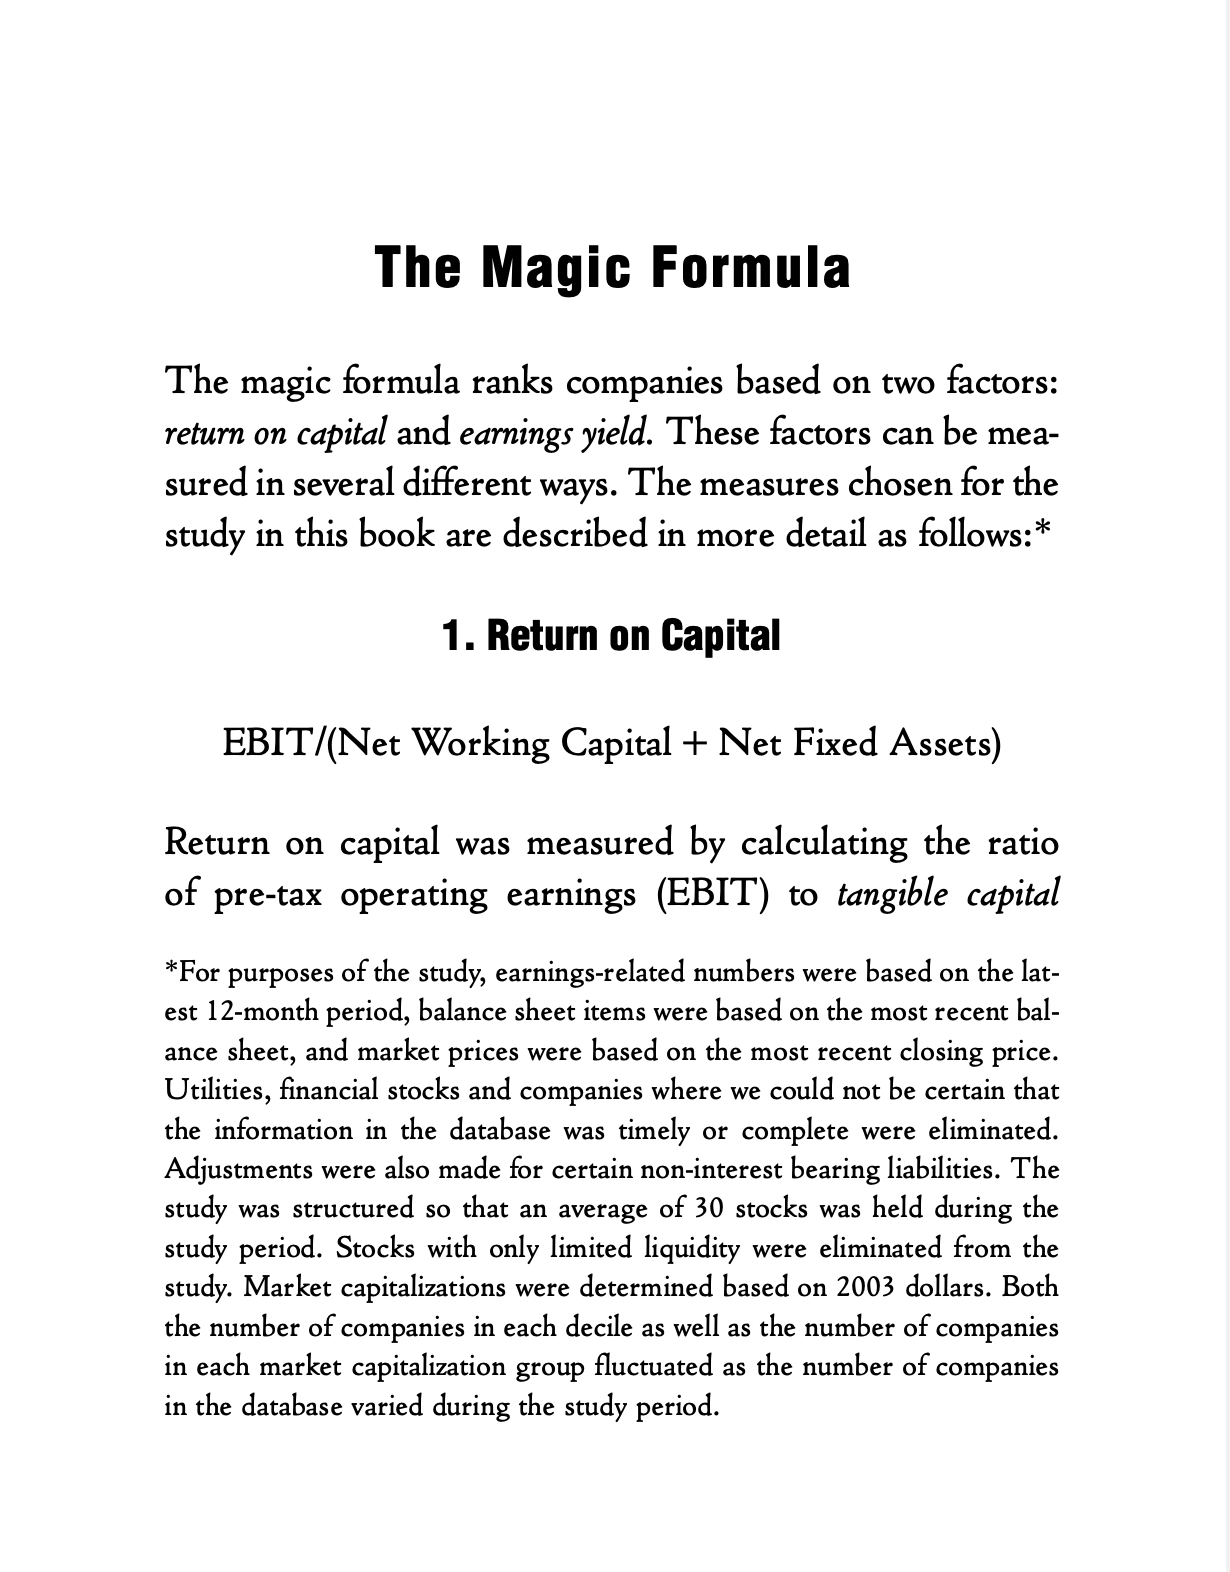 The Magic Formula
The magic formula ranks companies based on two factors:
return on capital and earnings yield. These factors can be mea-
sured in several different ways. The measures chosen for the
study in this book are described in more detail as follows:*
1. Return on Capital
EBIT/(Net Working Capital + Net Fixed Assets)
Return on capital was measured by calculating the ratio
of pre-tax operating earnings (EBIT) to tangible capital
*For purposes of the study, earnings-related numbers were based on the lat-
est 12-month period, balance sheet items were based on the most recent bal-
ance sheet, and market prices were based on the most recent closing price.
Utilities, financial stocks and companies where we could not be certain that
the information in the database was timely or complete were eliminated.
Adjustments were also made for certain non-interest bearing liabilities. The
study was structured so that an average of 30 stocks was held during the
study period. Stocks with only limited liquidity were eliminated from the
study. Market capitalizations were determined based on 2003 dollars. Both
the number of companies in each decile as well as the number of companies
in each market capitalization group fluctuated as the number of companies
in the database varied during the study period.